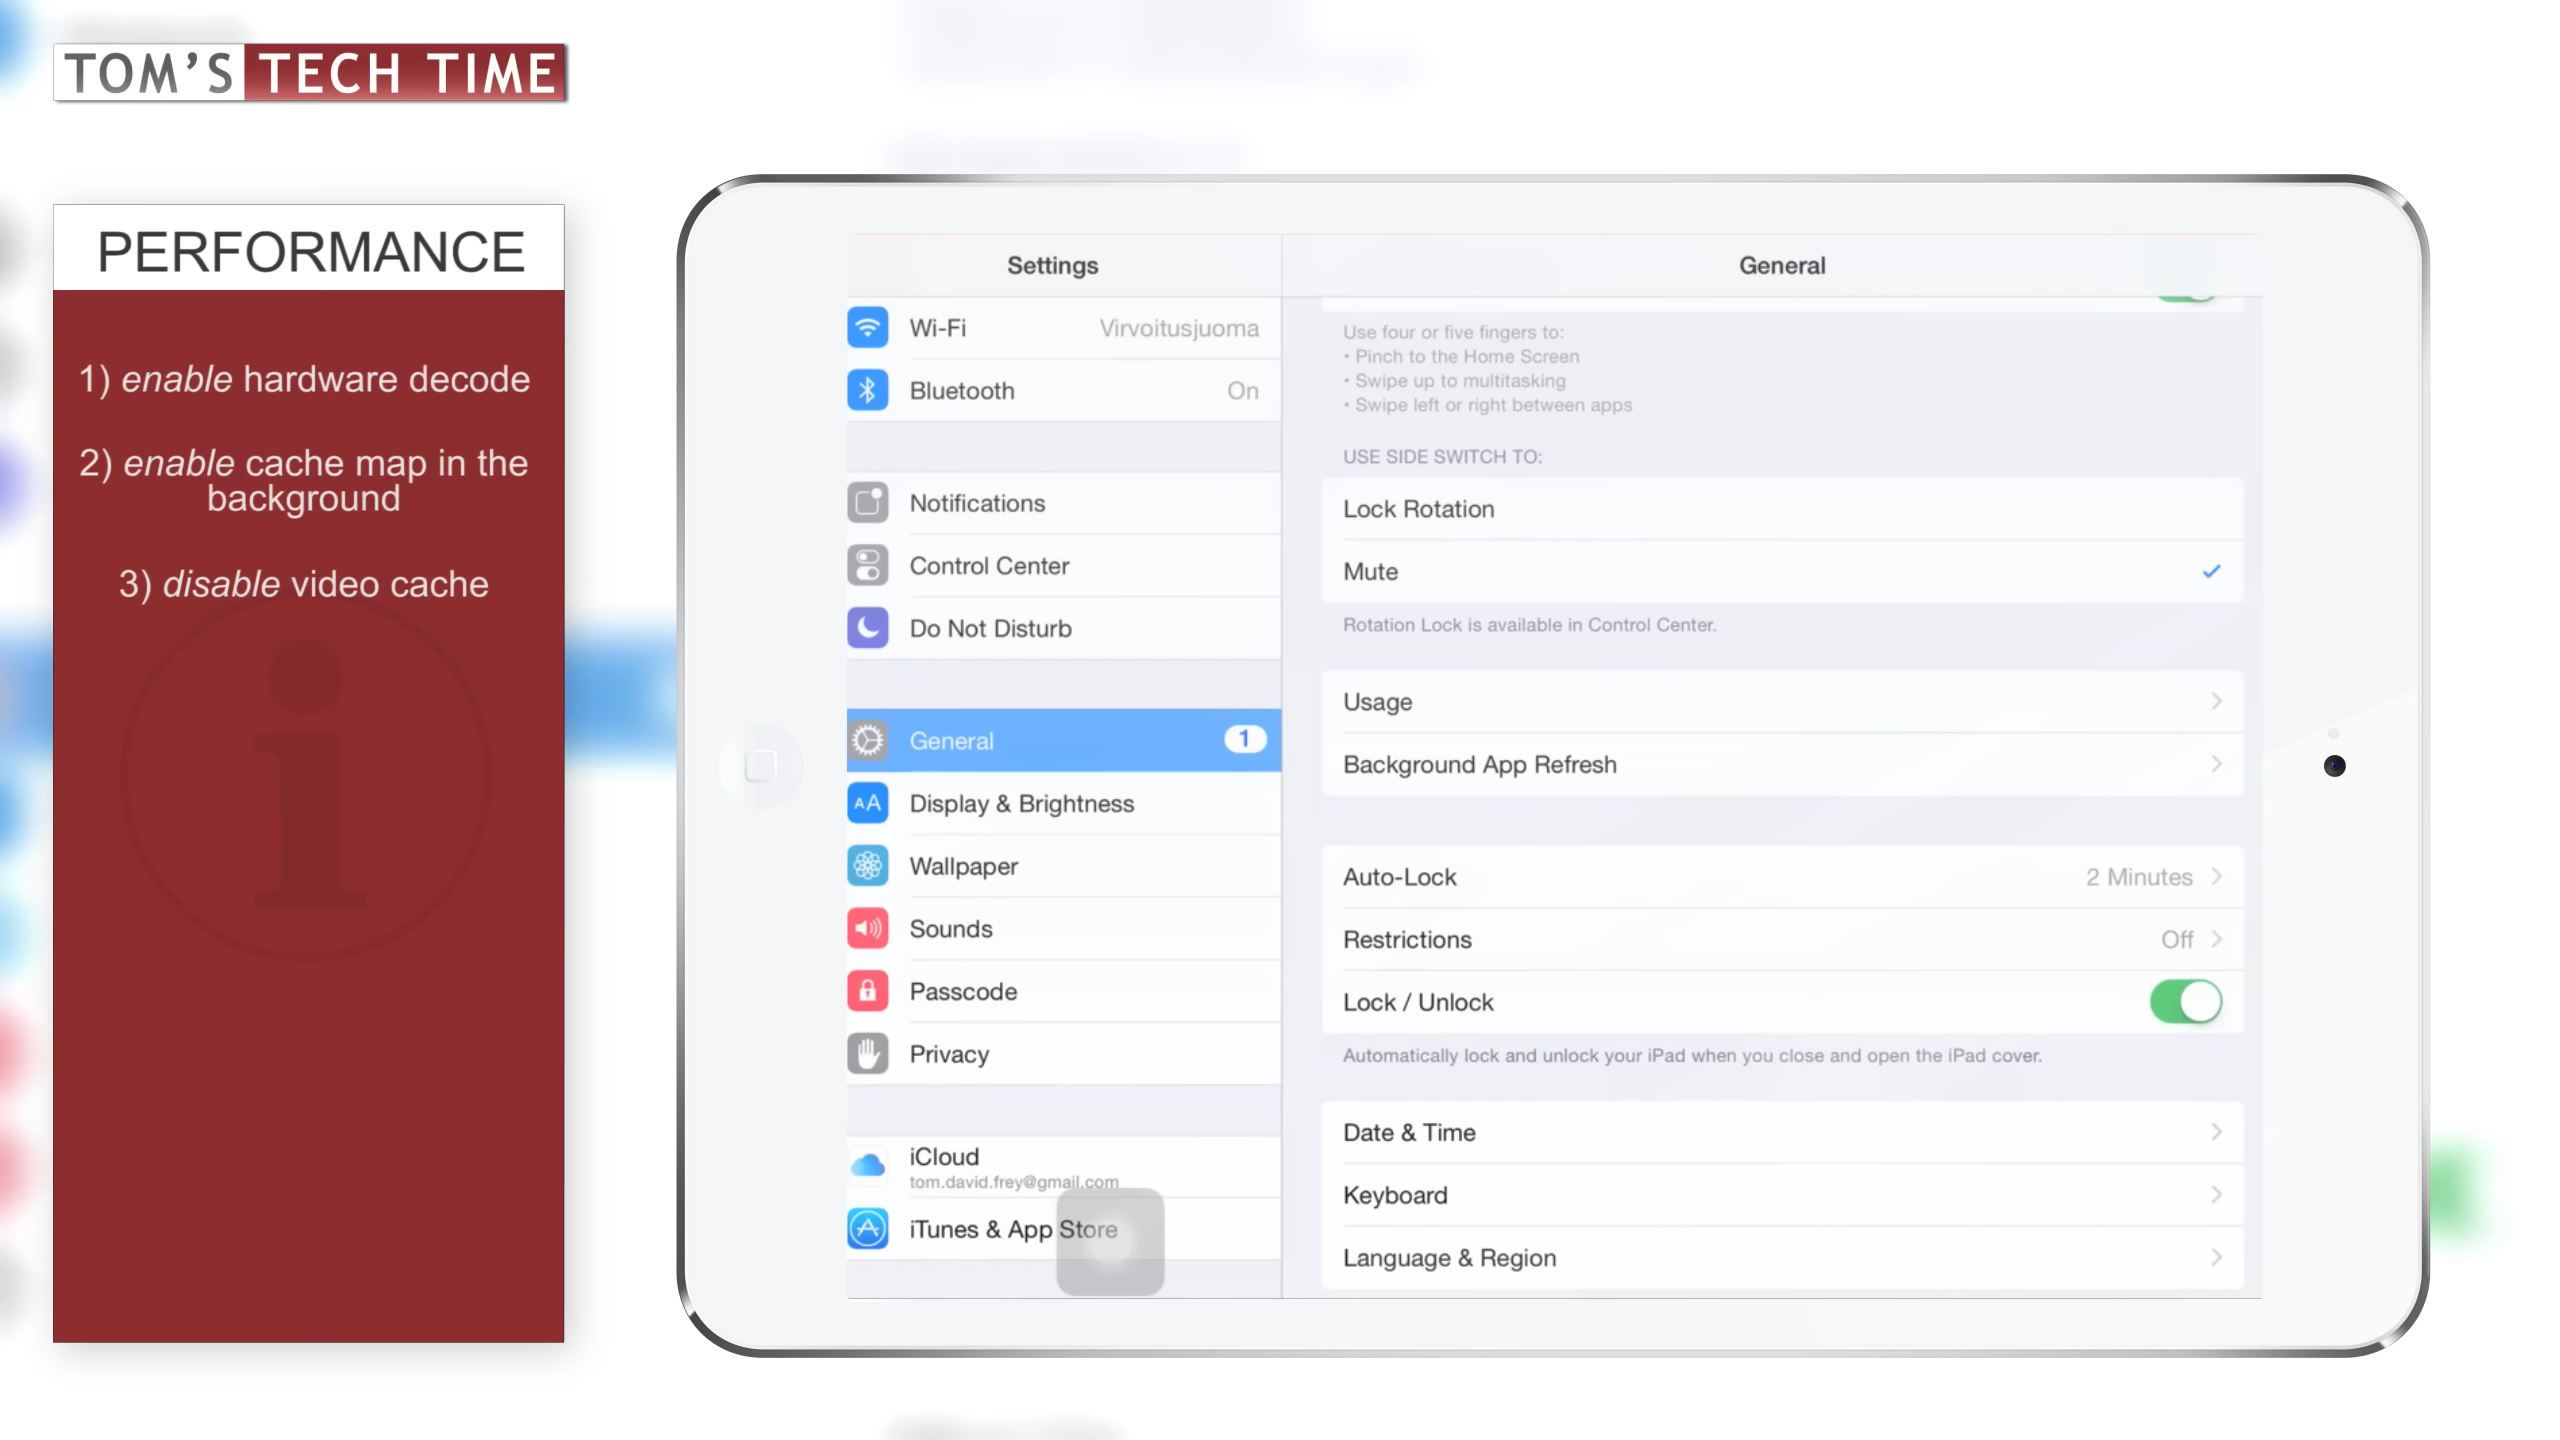 TOM'S TECH TIME
PERFORMANCE
1) enable hardware decode
2) enable cache map in the
background
3) disable video cache
Settings
Wi-Fi Virvoitusjuoma
Bluetooth On
Notifications
Control Center
Do Not Disturb
General 1
AA Display & Brightness
Wallpaper
Sounds
Passcode
Privacy
iCloud
tom.david.frey@gmail.com
iTunes & App Store
General
Use four or five fingers to:
• Pinch to the Home Screen
• Swipe up to multitasking
• Swipe left or right between apps
USE SIDE SWITCH TO:
Lock Rotation
Mute
Rotation Lock is available in Control Center.
Usage
Background App Refresh
Auto-Lock 2 Minutes
Restrictions Off
Lock / Unlock
Automatically lock and unlock your iPad when you close and open the iPad cover.
Date & Time
Keyboard
Language & Region